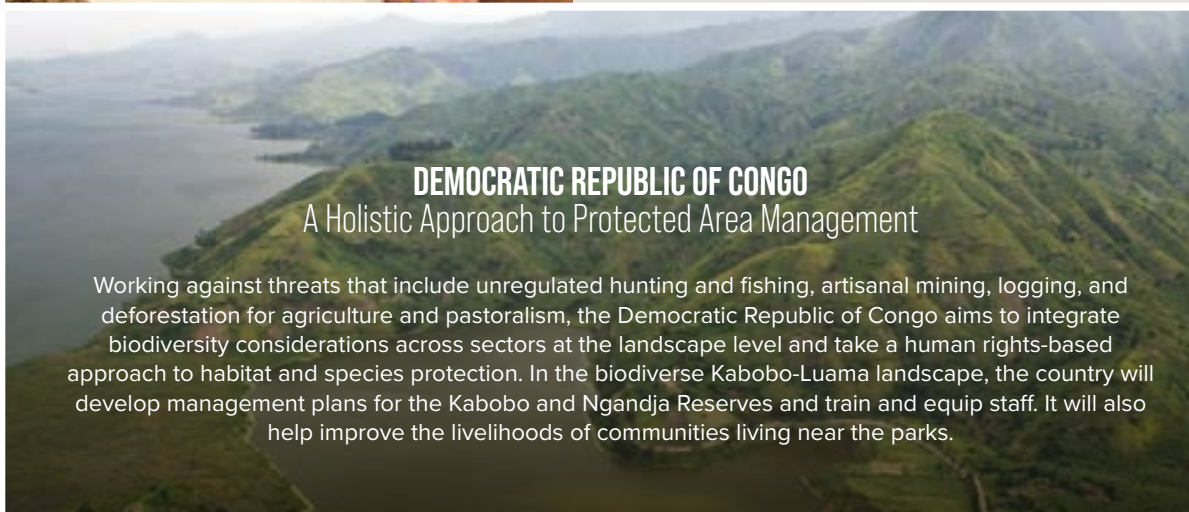 DEMOCRATIC REPUBLIC OF CONGO
A Holistic Approach to Protected Area Management
Working against threats that include unregulated hunting and fishing, artisanal mining, logging, and
deforestation for agriculture and pastoralism, the Democratic Republic of Congo aims to integrate
biodiversity considerations across sectors at the landscape level and take a human rights-based
approach to habitat and species protection. In the biodiverse Kabobo-Luama landscape, the country will
develop management plans for the Kabobo and Ngandja Reserves and train and equip staff. It will also
help improve the livelihoods of communities living near the parks.